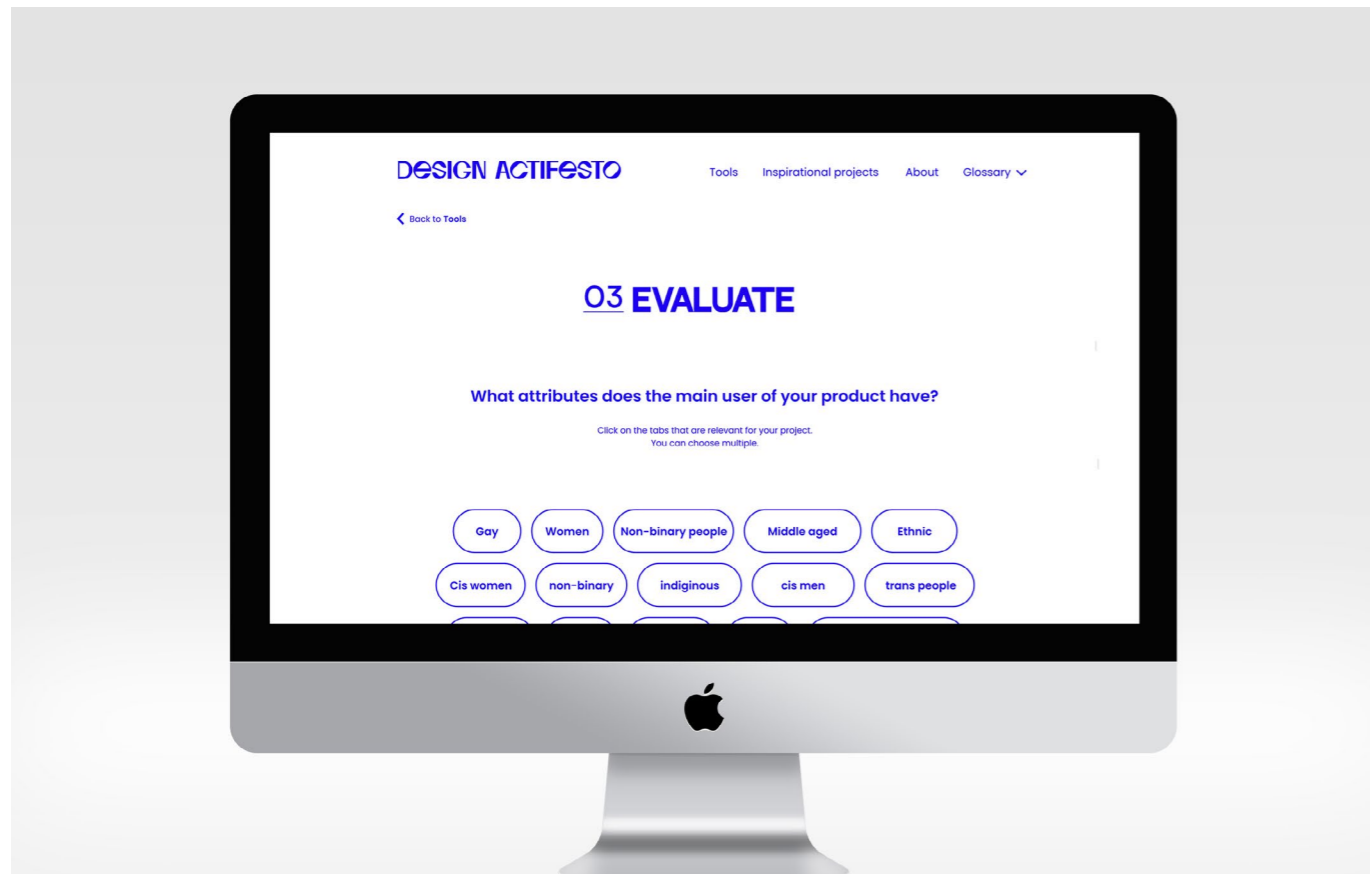 DESIGN ACTIFESTO
Tools Inspirational projects About Glossary
Back to Tools
03 EVALUATE
What attributes does the main user of your product have?
Click on the tabs that are relevant for your project.
You can choose multiple.
Gay Women Non-binary people Middle aged Ethnic
Cis women non-binary indiginous cis men trans people